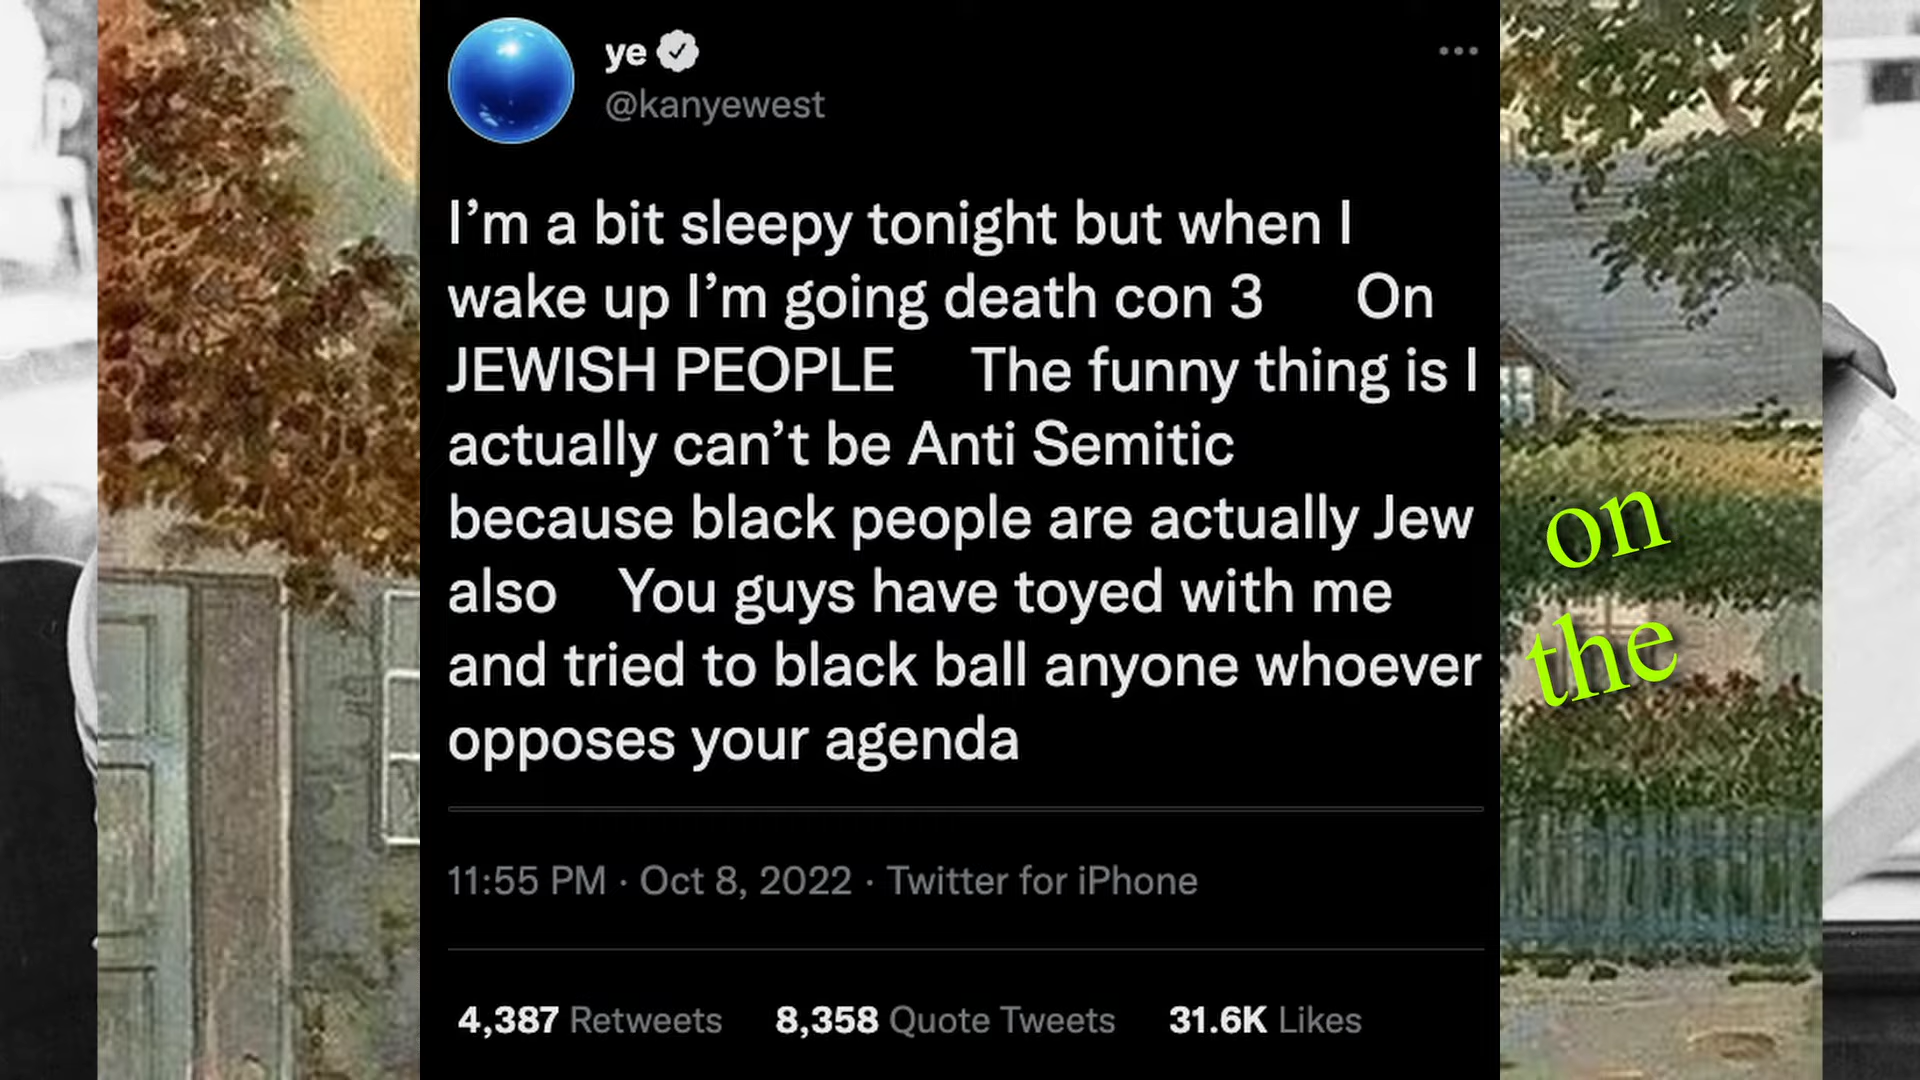 ye
@kanyewest
I’m a bit sleepy tonight but when I
wake up I’m going death con 3 On
JEWISH PEOPLE The funny thing is I
actually can’t be Anti Semitic
because black people are actually Jew
also You guys have toyed with me
and tried to black ball anyone whoever
opposes your agenda
11:55 PM · Oct 8, 2022 · Twitter for iPhone
4,387 Retweets 8,358 Quote Tweets 31.6K Likes
on
the